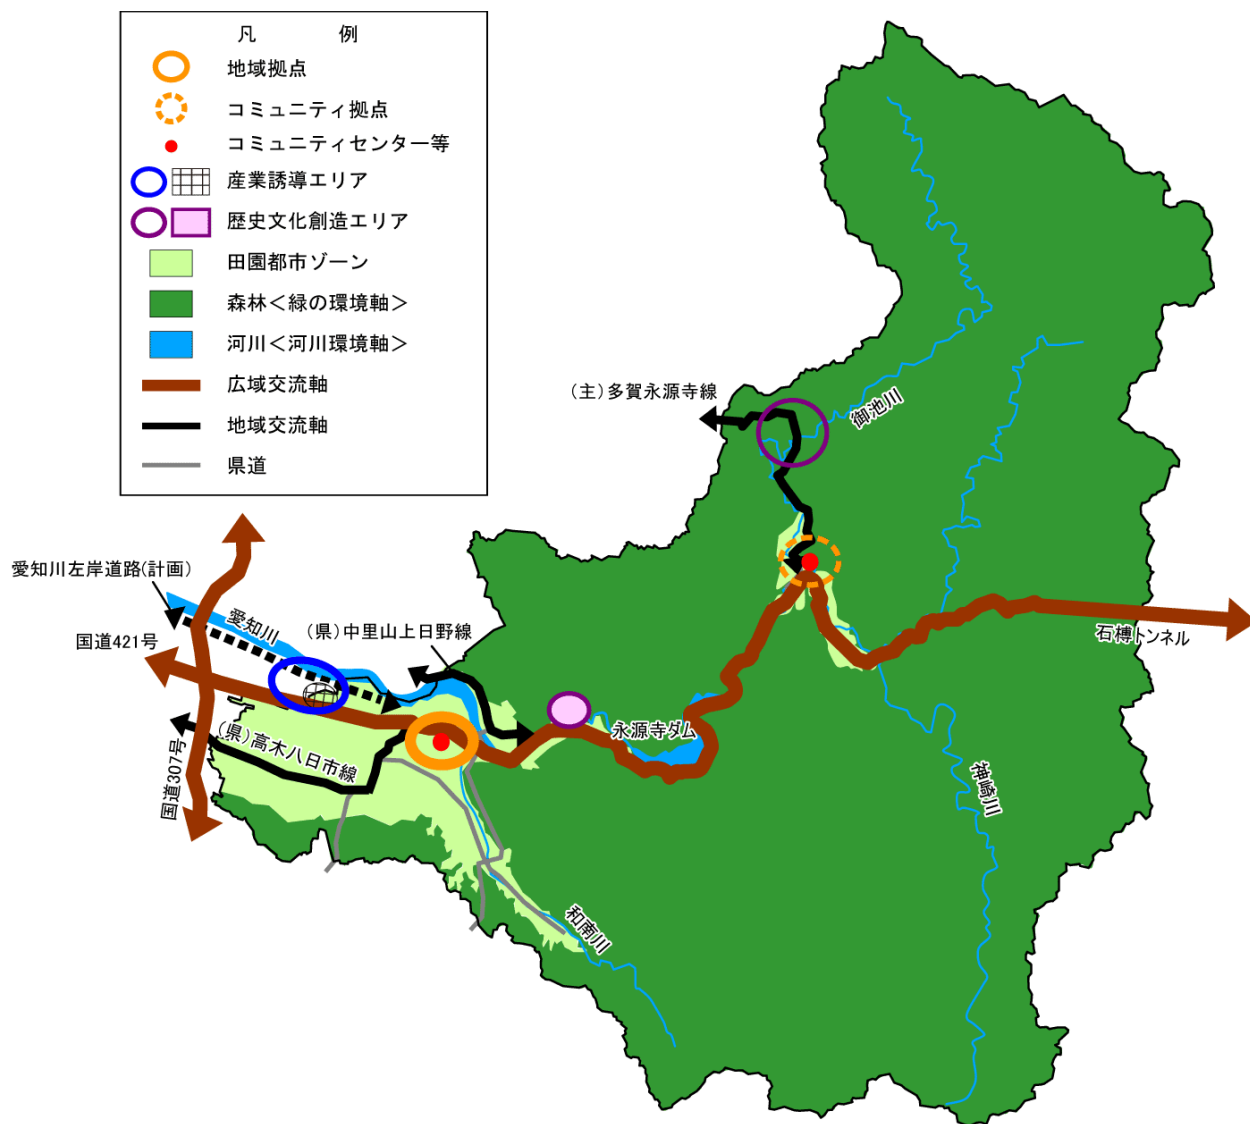 凡　例
地域拠点
コミュニティ拠点
コミュニティセンター等
産業誘導エリア
歴史文化創造エリア
田園都市ゾーン
森林＜緑の環境軸＞
河川＜河川環境軸＞
広域交流軸
地域交流軸
県道
(主)多賀永源寺線
御池川
愛知川左岸道路(計画)
愛知川
国道421号
(県)中里山上日野線
石榑トンネル
永源寺ダム
(県)高木八日市線
国道307号
神崎川
和南川